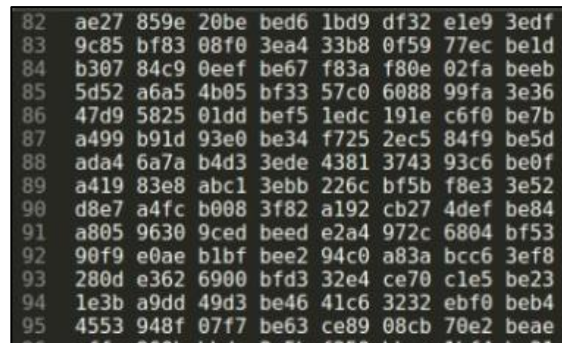 82 ae27 859e 20be bed6 1bd9 df32 e1e9 3edf
83 9c85 bf83 08f0 3ea4 33b8 0f59 77ec be1d
84 b307 84c9 0eef be67 f83a f80e 02fa beeb
85 5d52 a6a5 4b05 bf33 57c0 6088 99fa 3e36
86 47d9 5825 01dd bef5 1edc 191e c6f0 be7b
87 a499 b91d 93e0 be34 f725 2ec5 84f9 be5d
88 ada4 6a7a b4d3 3ede 4381 3743 93c6 be0f
89 a419 83e8 abc1 3ebb 226c bf5b f8e3 3e52
90 d8e7 a4fc b008 3f82 a192 cb27 4def be84
91 a805 9630 9ced beed e2a4 972c 6804 bf53
92 90f9 e0ae b1bf bee2 94c0 a83a bcc6 3ef8
93 280d e362 6900 bfd3 32e4 ce70 c1e5 be23
94 1e3b a9dd 49d3 be46 41c6 3232 ebf0 beb4
95 4553 948f 07f7 be63 ce89 08cb 70e2 beae